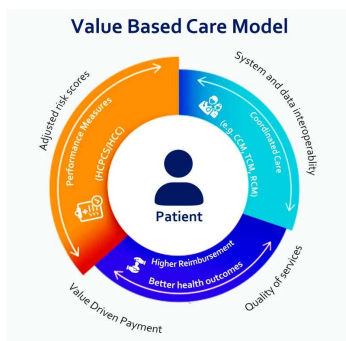 Value Based Care Model
Adjusted risk scores
System and data interoperability
Performance Measures
(HCPCS/HCC)
Coordinated Care
(e.g. CCM, TCM, RCM)
Patient
Higher Reimbursement
Better health outcomes
Value Driven Payment
Quality of services